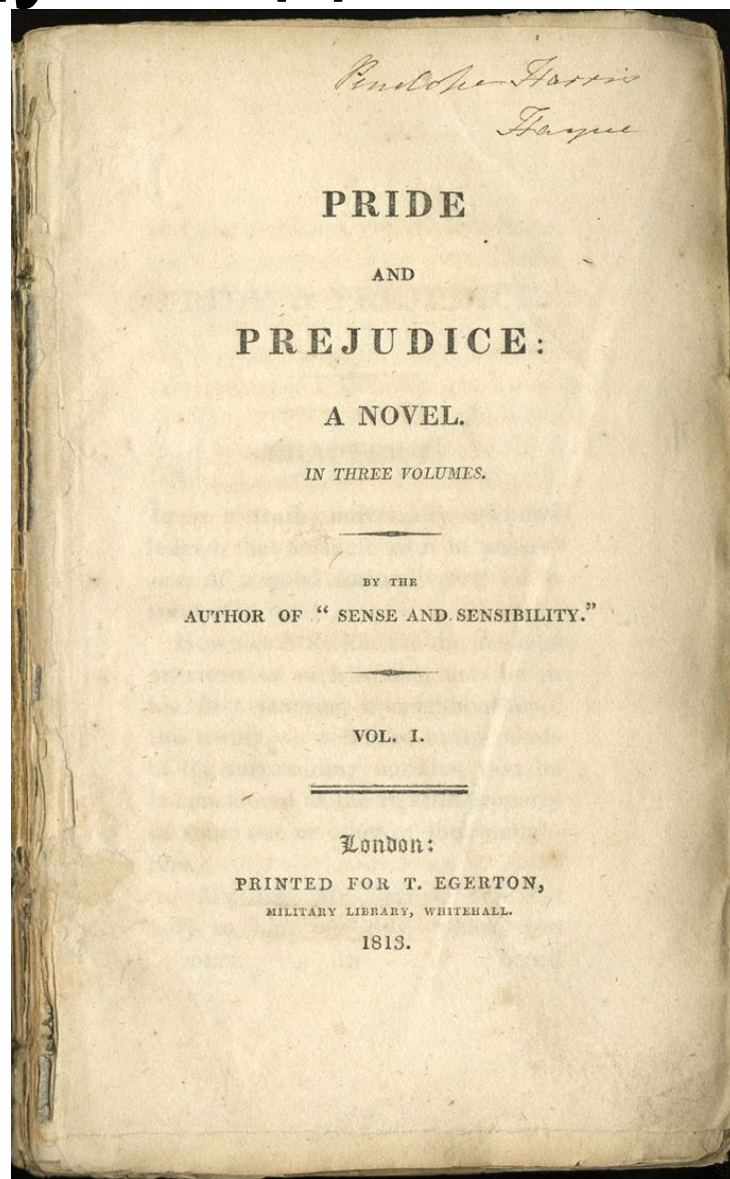 Penelope Harris
PRIDE
AND
PREJUDICE:
A NOVEL.
IN THREE VOLUMES.
BY THE
AUTHOR OF “ SENSE AND SENSIBILITY.”
VOL. I.
London:
PRINTED FOR T. EGERTON,
MILITARY LIBRARY, WHITEHALL.
1813.